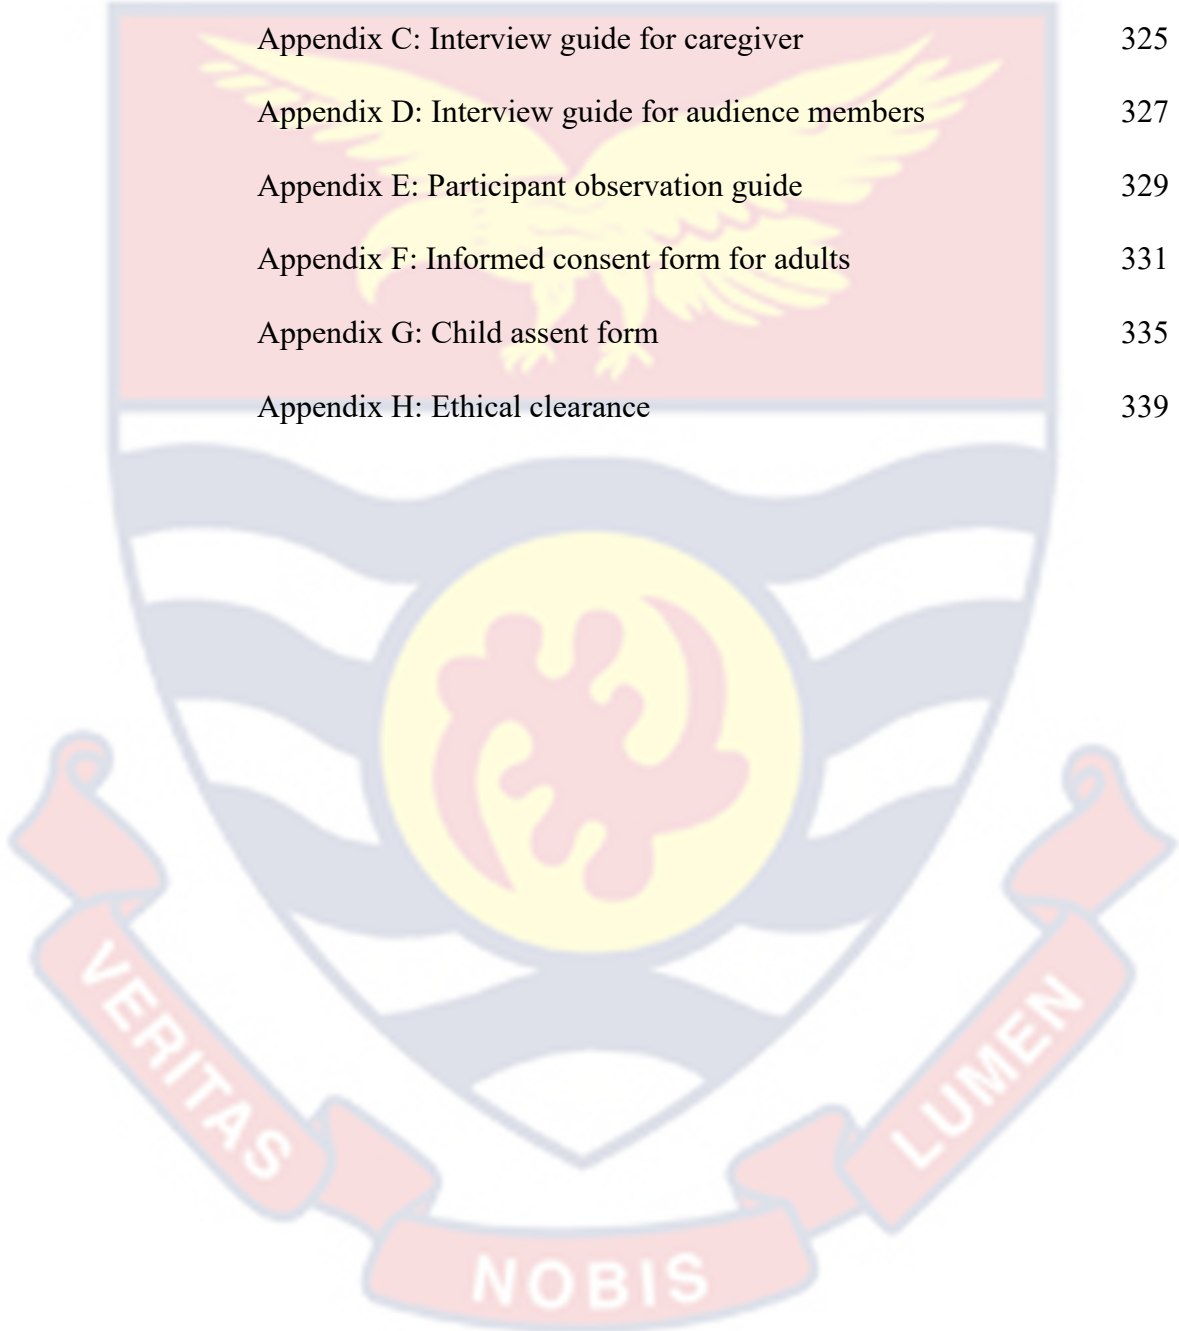 Appendix C: Interview guide for caregiver 325
Appendix D: Interview guide for audience members 327
Appendix E: Participant observation guide 329
Appendix F: Informed consent form for adults 331
Appendix G: Child assent form 335
Appendix H: Ethical clearance 339
VERITAS
NOBIS
LUMEN